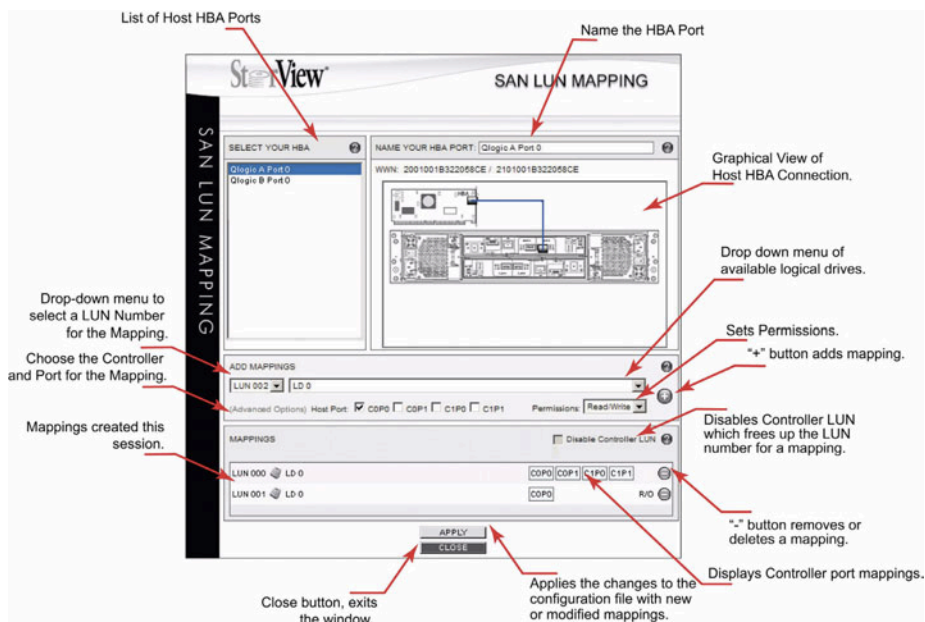 List of Host HBA Ports
Name the HBA Port
StorView
SAN LUN MAPPING
SAN LUN MAPPING
SELECT YOUR HBA
NAME YOUR HBA PORT: Qlogic A Port 0
Qlogic A Port 0
Qlogic B Port 0
WWN: 2001001B322058CE / 2101001B322058CE
HBA
Graphical View of
Host HBA Connection.
Drop down menu of
available logical drives.
Drop-down menu to
select a LUN Number
for the Mapping.
Sets Permissions.
"+" button adds mapping.
Choose the Controller
and Port for the Mapping.
ADD MAPPINGS
LUN 002 LD 0
(Advanced Options) Host Port: C0P0 C0P1 C1P0 C1P1 Permissions: Read/Write
Mappings created this
session.
Disables Controller LUN
which frees up the LUN
number for a mapping.
MAPPINGS
Disable Controller LUN
LUN 000 LD 0 C0P0 C0P1 C1P0 C1P1
LUN 001 LD 0 C0P0 R/O
"-" button removes or
deletes a mapping.
APPLY
CLOSE
Displays Controller port mappings.
Applies the changes to the
configuration file with new
or modified mappings.
Close button, exits
the window.